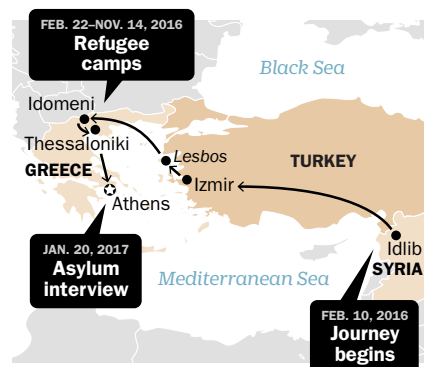 FEB. 22–NOV. 14, 2016
Refugee
camps
Black Sea
Idomeni
Thessaloniki
Lesbos
TURKEY
GREECE
Izmir
Athens
Idlib
SYRIA
JAN. 20, 2017
Asylum
interview
Mediterranean Sea
FEB. 10, 2016
Journey
begins